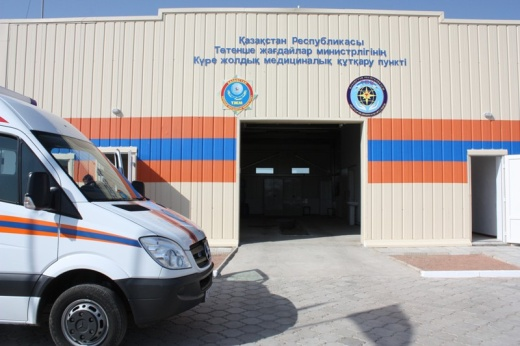 Қазақстан Республикасы
Төтенше жағдайлар министрлігінің
Күре жолдық медициналық құтқару пункті